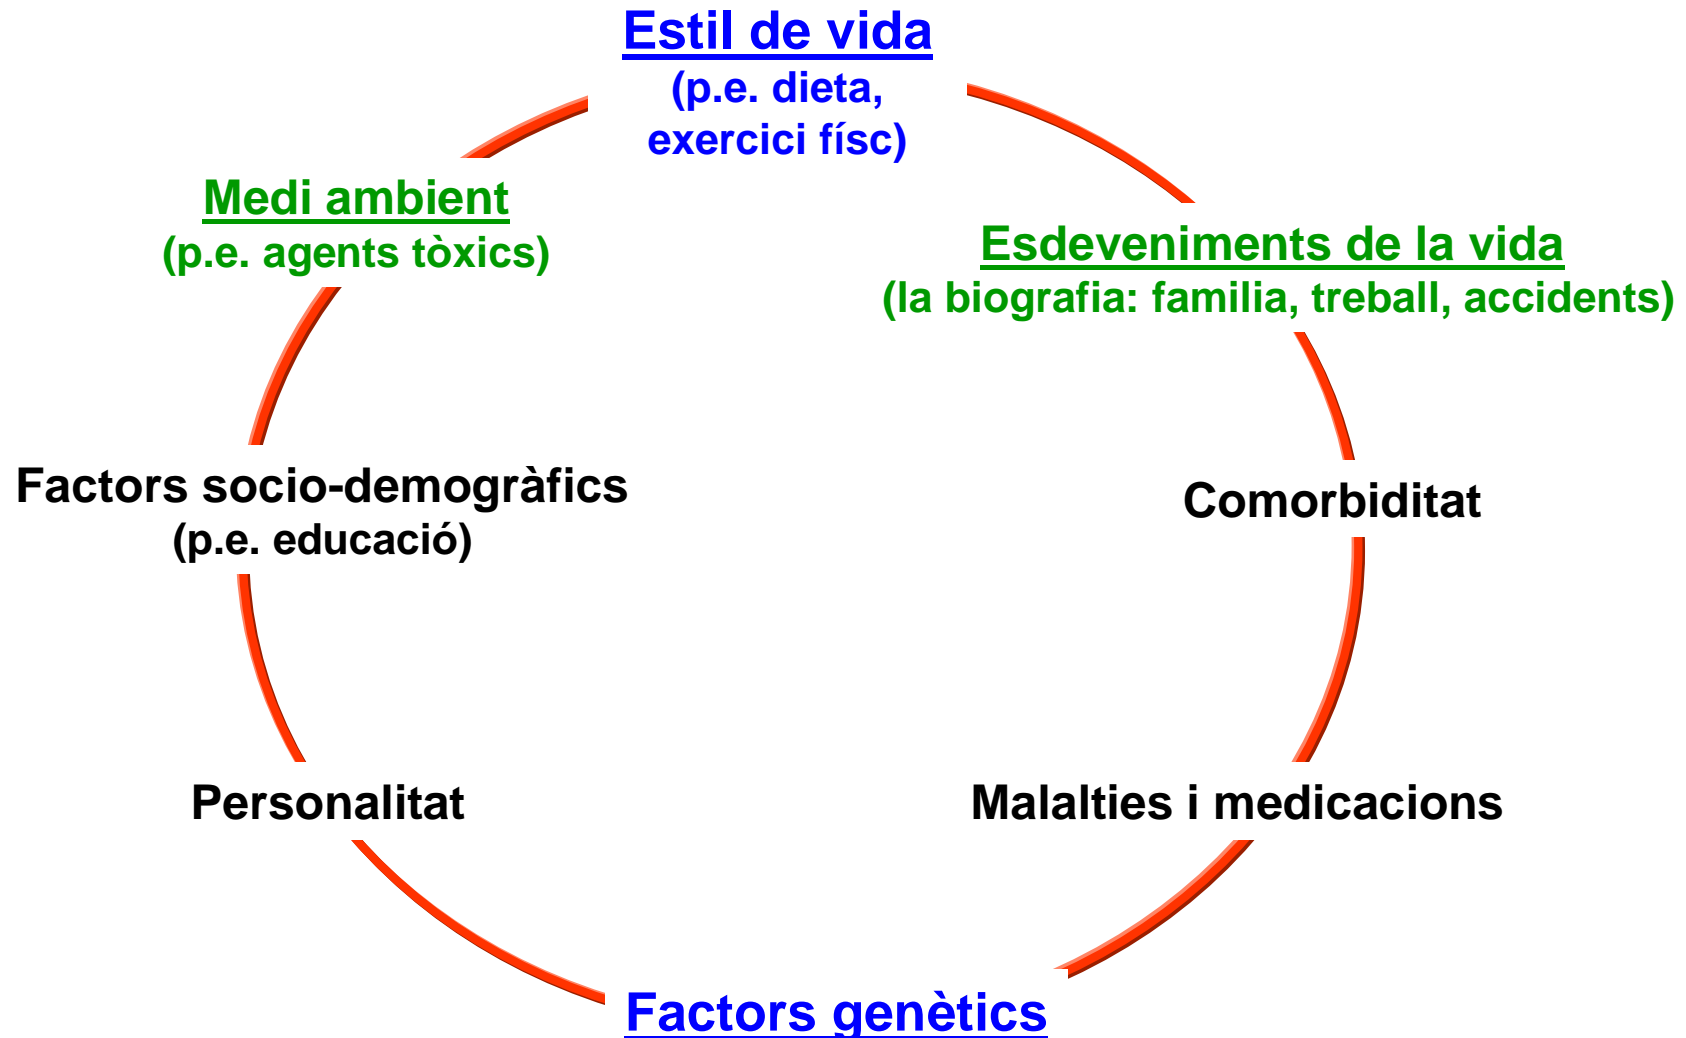 Estil de vida
(p.e. dieta,
exercici físc)
Medi ambient
(p.e. agents tòxics)
Esdeveniments de la vida
(la biografia: familia, treball, accidents)
Factors socio-demogràfics
(p.e. educació)
Comorbiditat
Personalitat
Malalties i medicacions
Factors genètics